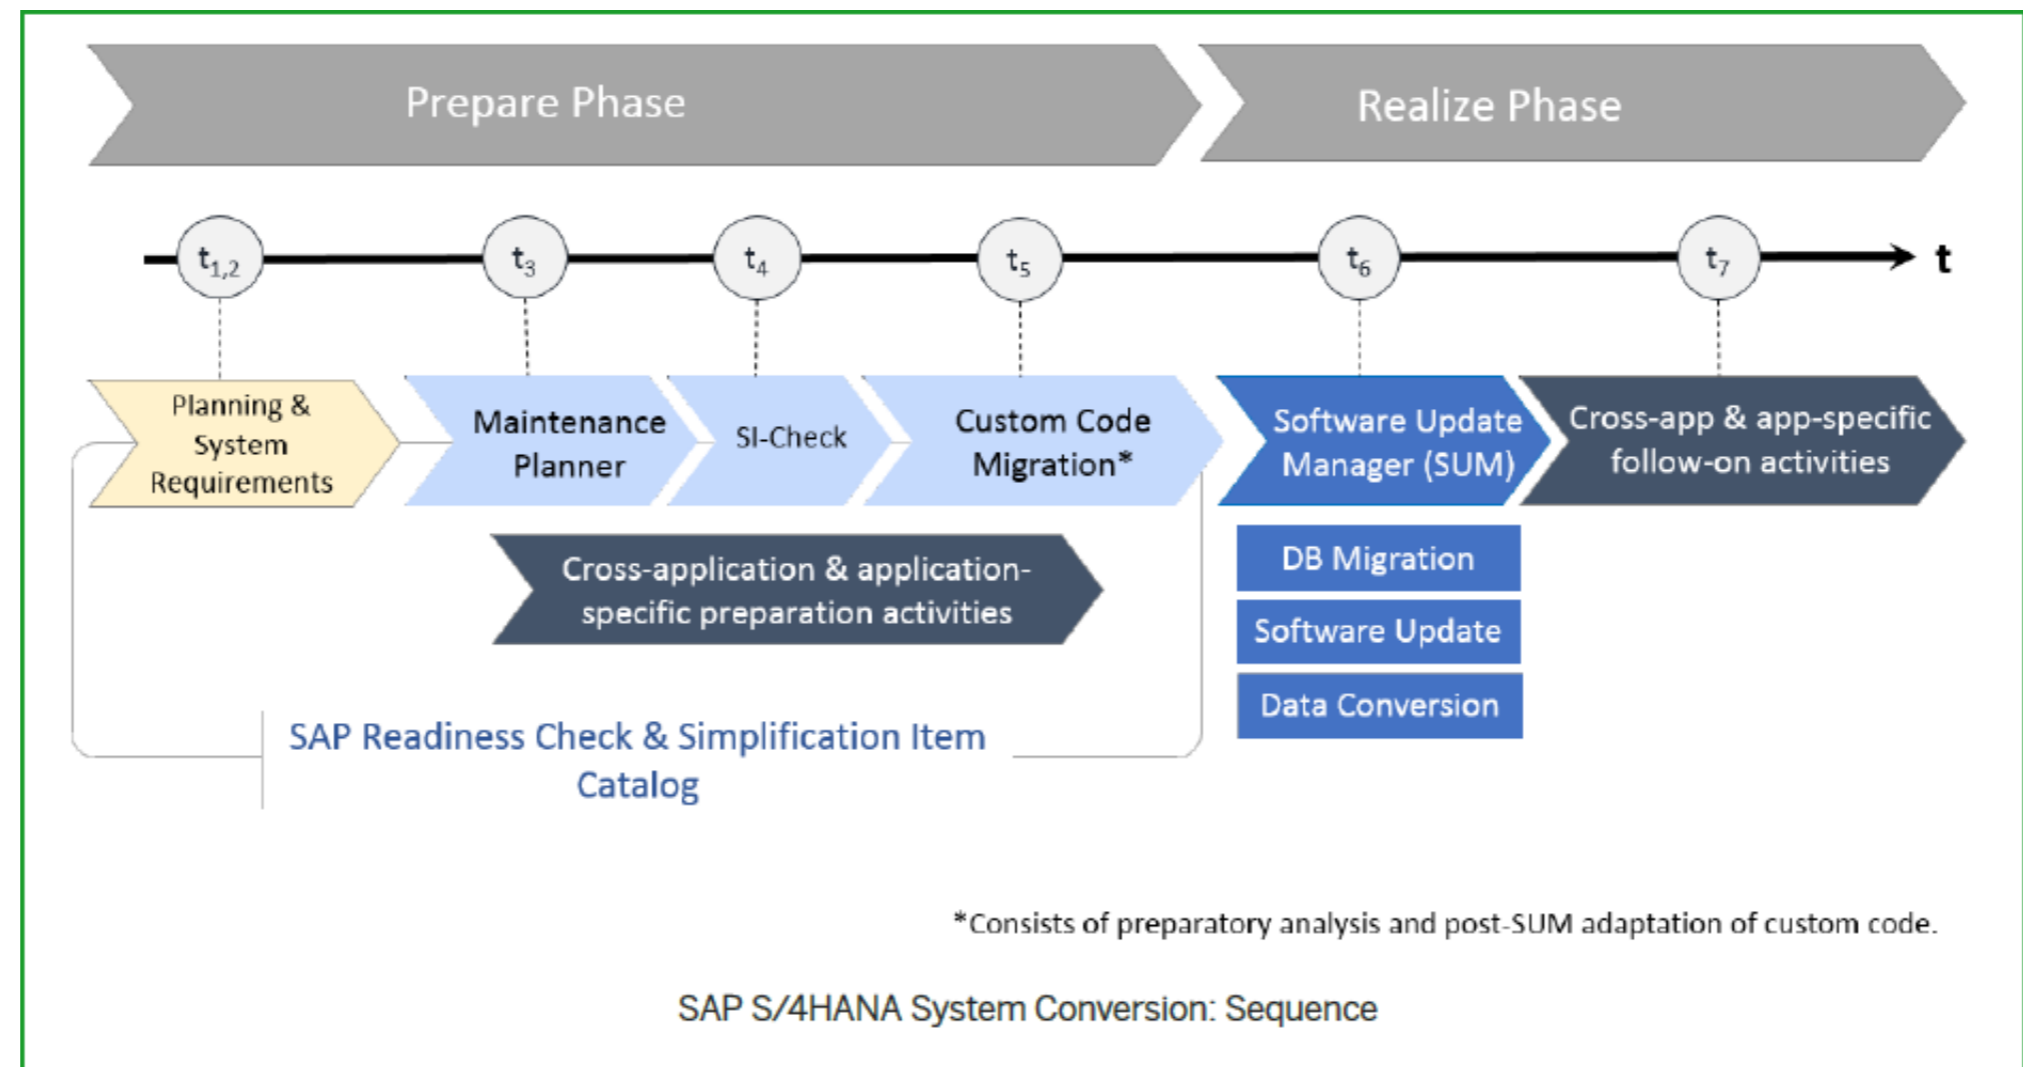 Prepare Phase
Realize Phase
t1,2
t3
t4
t5
t6
t7
t
Planning &
System
Requirements
Maintenance
Planner
SI-Check
Custom Code
Migration*
Software Update
Manager (SUM)
Cross-app & app-specific
follow-on activities
Cross-application & application-
specific preparation activities
DB Migration
Software Update
Data Conversion
SAP Readiness Check & Simplification Item
Catalog
*Consists of preparatory analysis and post-SUM adaptation of custom code.
SAP S/4HANA System Conversion: Sequence